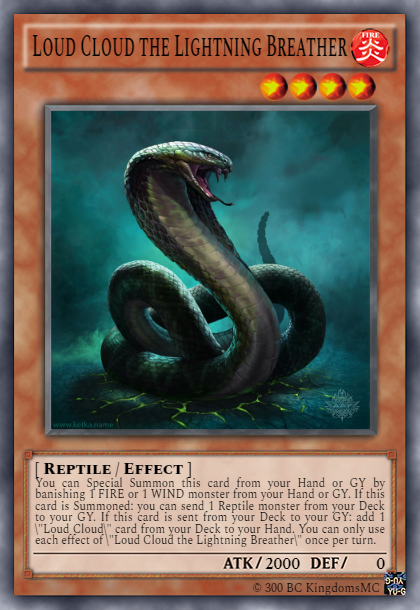 LOUD CLOUD THE LIGHTNING BREATHER
FIRE
炎
www.kelka.name
[ REPTILE / EFFECT ]
You can Special Summon this card from your Hand or GY by
banishing 1 FIRE or 1 WIND monster from your Hand or GY. If this
card is Summoned: you can send 1 Reptile monster from your Deck
to your GY. If this card is sent from your Deck to your GY: add 1
\"Loud Cloud\" card from your Deck to your Hand. You can only use
each effect of \"Loud Cloud the Lightning Breather\" once per turn.
ATK/ 2000 DEF/ 0
© 300 BC KingdomsMC